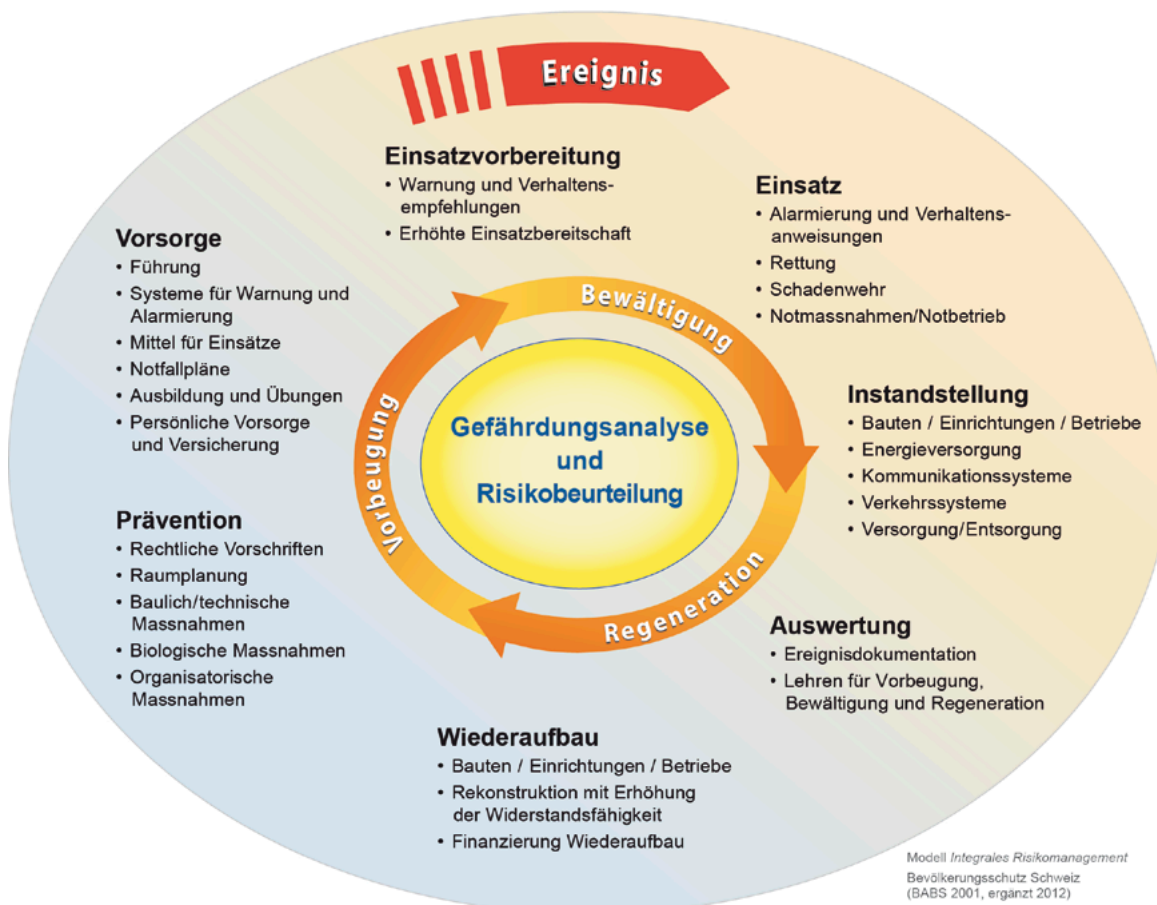 Ereignis
Einsatzvorbereitung
• Warnung und Verhaltens-
empfehlungen
• Erhöhte Einsatzbereitschaft
Einsatz
• Alarmierung und Verhaltens-
anweisungen
• Rettung
• Schadenwehr
• Notmassnahmen/Notbetrieb
Vorsorge
• Führung
• Systeme für Warnung und
Alarmierung
• Mittel für Einsätze
• Notfallpläne
• Ausbildung und Übungen
• Persönliche Vorsorge
und Versicherung
Bewältigung
Vorbeugung
Regeneration
Gefährdungsanalyse
und
Risikobeurteilung
Instandstellung
• Bauten / Einrichtungen / Betriebe
• Energieversorgung
• Kommunikationssysteme
• Verkehrssysteme
• Versorgung/Entsorgung
Prävention
• Rechtliche Vorschriften
• Raumplanung
• Baulich/technische
Massnahmen
• Biologische Massnahmen
• Organisatorische
Massnahmen
Auswertung
• Ereignisdokumentation
• Lehren für Vorbeugung,
Bewältigung und Regeneration
Wiederaufbau
• Bauten / Einrichtungen / Betriebe
• Rekonstruktion mit Erhöhung
der Widerstandsfähigkeit
• Finanzierung Wiederaufbau
Modell Integrales Risikomanagement
Bevölkerungsschutz Schweiz
(BABS 2001, ergänzt 2012)